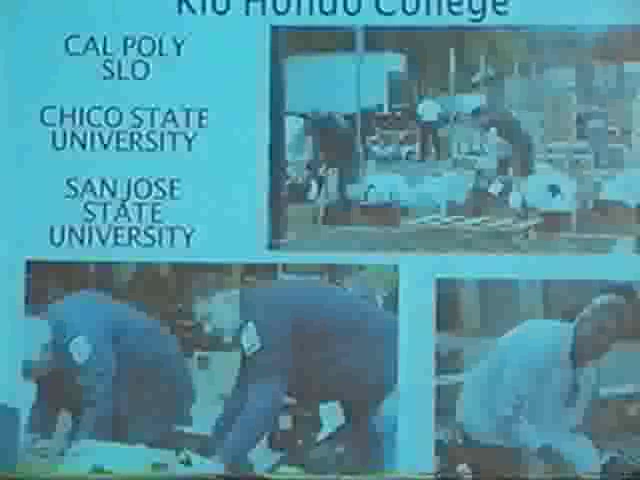 Rio Hondo College
CAL POLY
SLO
CHICO STATE
UNIVERSITY
SAN JOSE
STATE
UNIVERSITY